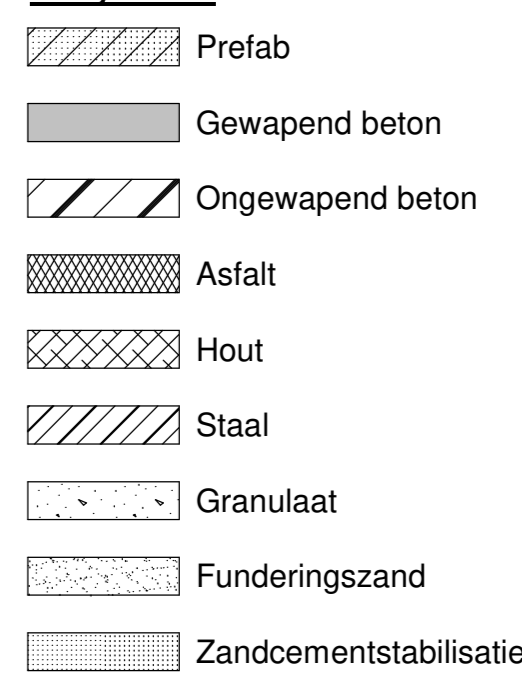 Prefab
Gewapend beton
Ongewapend beton
Asfalt
Hout
Staal
Granulaat
Funderingszand
Zandcementstabilisatie